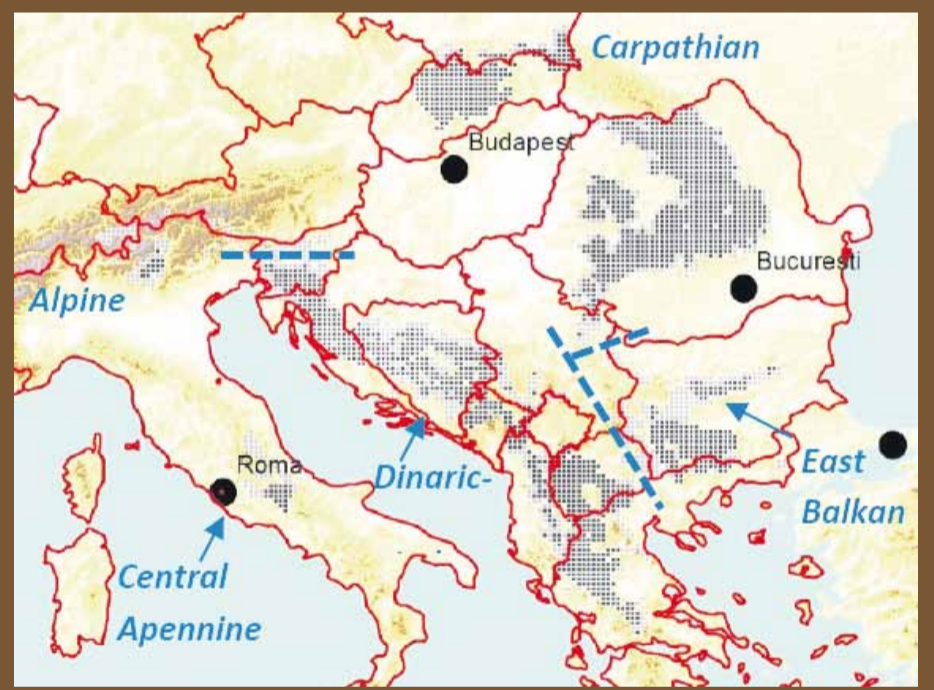 Carpathian
Budapest
Bucuresti
Alpine
Roma
Dinaric-
East
Balkan
Central
Apennine